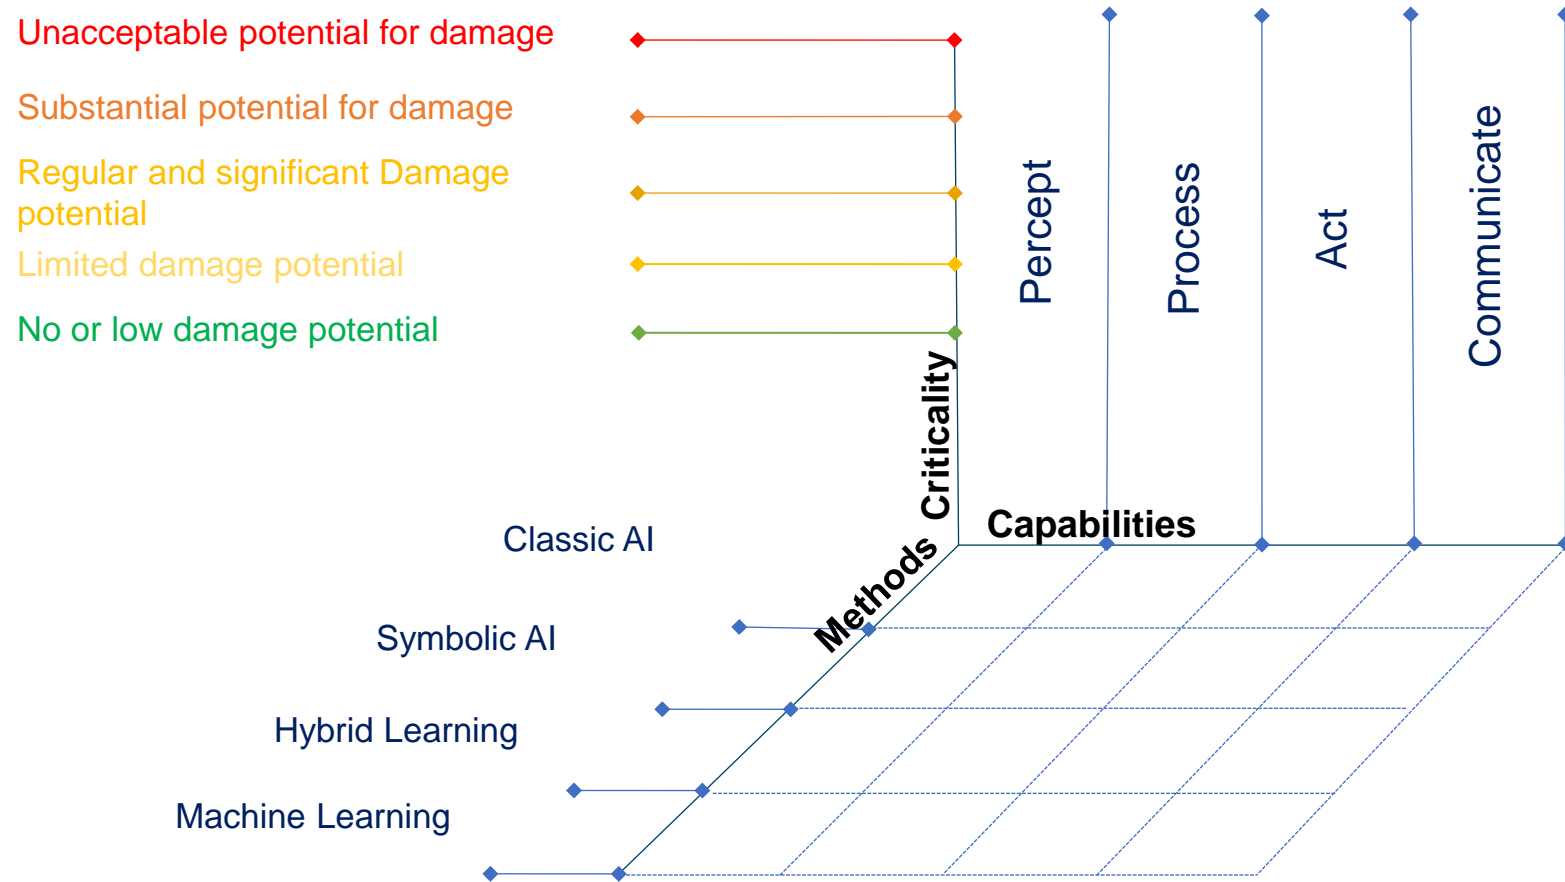 Unacceptable potential for damage
Substantial potential for damage
Regular and significant Damage
potential
Limited damage potential
No or low damage potential
Percept
Process
Act
Communicate
Criticality
Capabilities
Methods
Classic AI
Symbolic AI
Hybrid Learning
Machine Learning